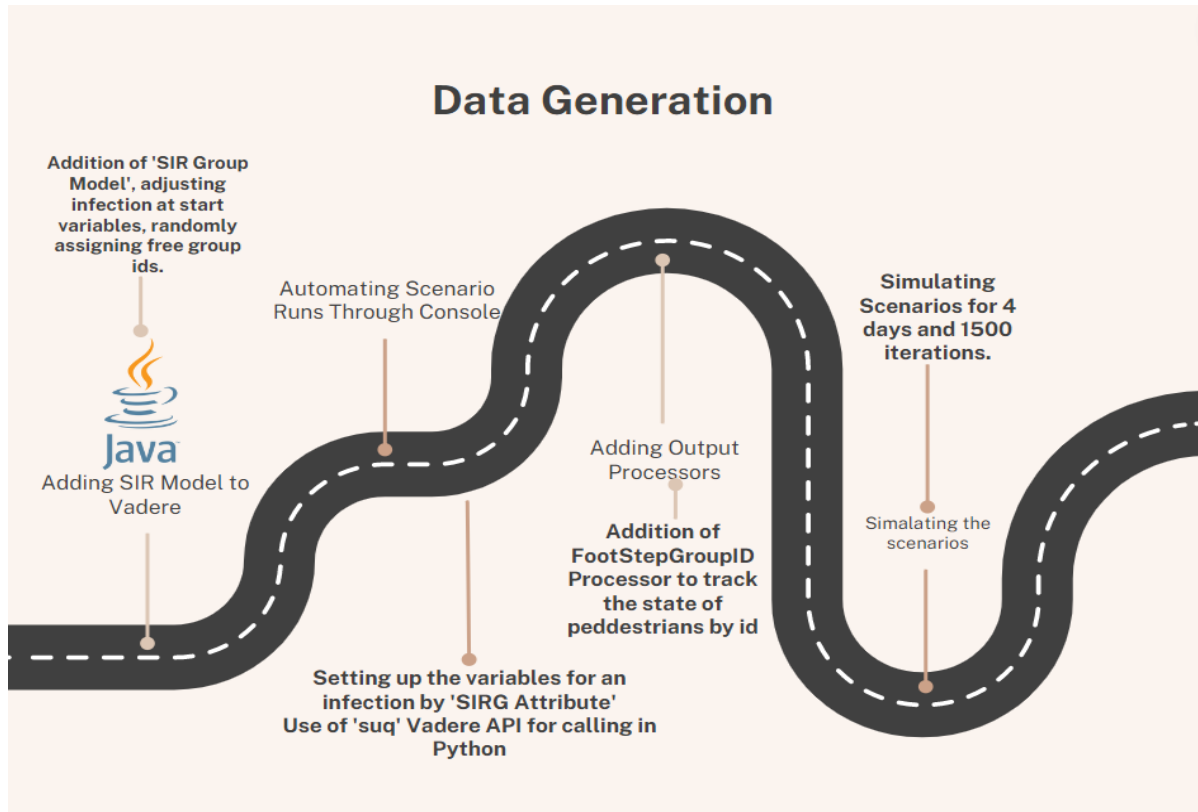 Data Generation
Addition of 'SIR Group
Model', adjusting
infection at start
variables, randomly
assigning free group
ids.
Java
Adding SIR Model to
Vadere
Automating Scenario
Runs Through Console
Setting up the variables for an
infection by 'SIRG Attribute'
Use of 'suq' Vadere API for calling in
Python
Adding Output
Processors
Addition of
FootStepGroupID
Processor to track
the state of
peddestrians by id
Simulating
Scenarios for 4
days and 1500
iterations.
Simalating the
scenarios